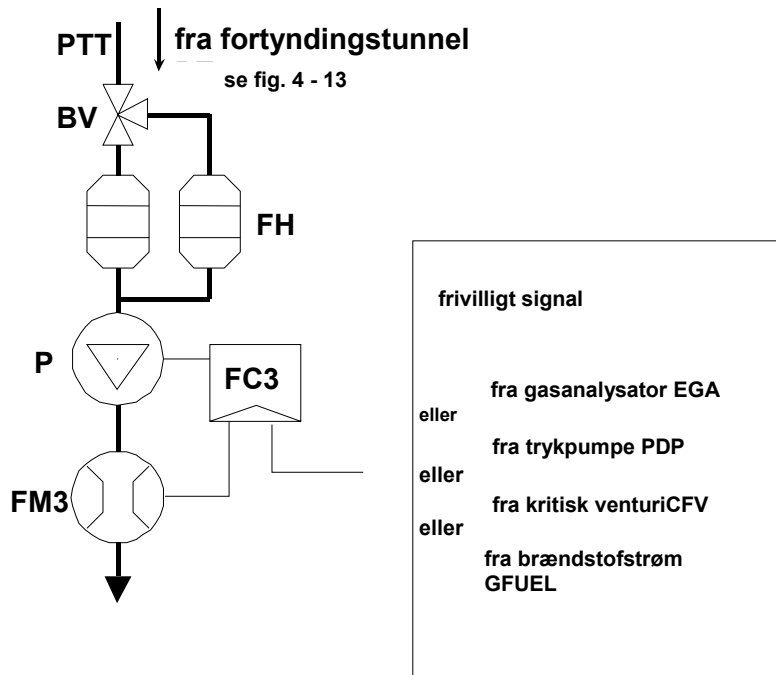 PTT
fra fortyndingstunnel
se fig. 4 - 13
BV
FH
P
FC3
FM3
frivilligt signal
fra gasanalysator EGA
eller
fra trykpumpe PDP
eller
fra kritisk venturiCFV
eller
fra brændstofstrøm
GFUEL